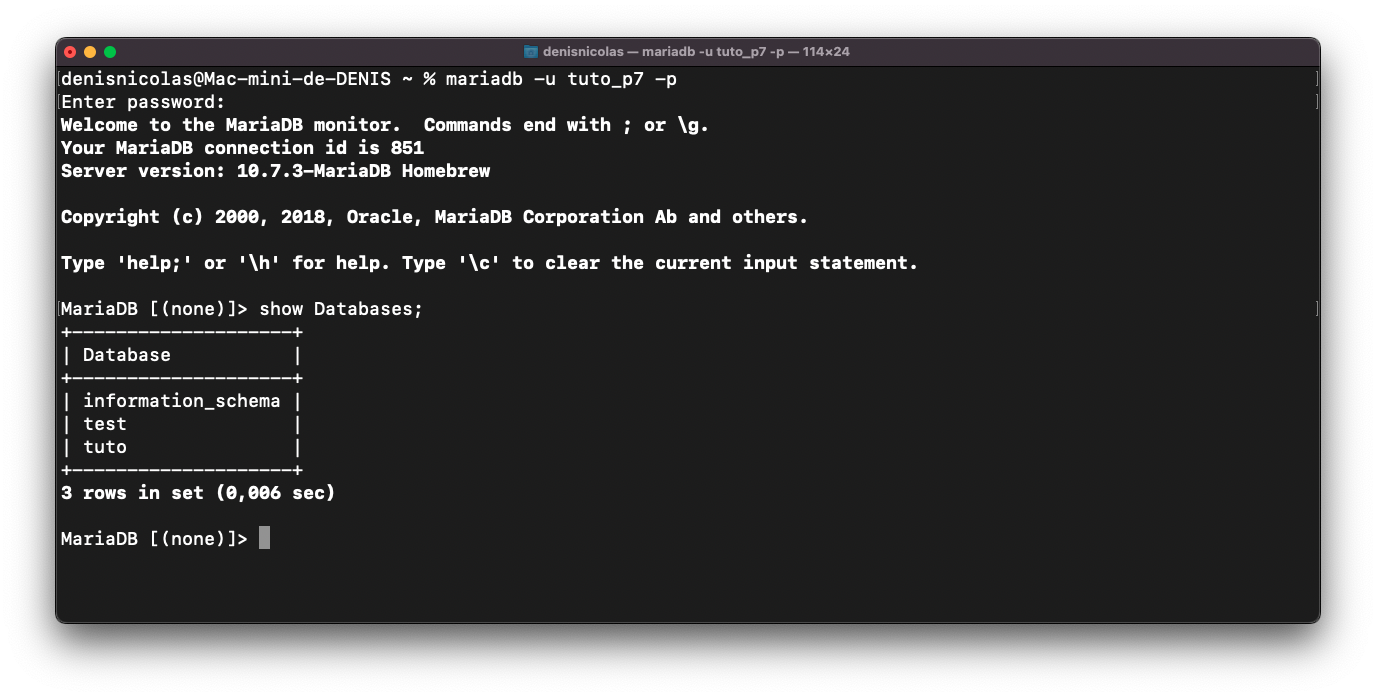 denisnicolas — mariadb -u tuto_p7 -p — 114×24
denisnicolas@Mac-mini-de-DENIS ~ % mariadb -u tuto_p7 -p
Enter password:
Welcome to the MariaDB monitor.  Commands end with ; or \g.
Your MariaDB connection id is 851
Server version: 10.7.3-MariaDB Homebrew
Copyright (c) 2000, 2018, Oracle, MariaDB Corporation Ab and others.
Type 'help;' or '\h' for help. Type '\c' to clear the current input statement.
MariaDB [(none)]> show Databases;
+--------------------+
| Database           |
+--------------------+
| information_schema |
| test               |
| tuto               |
+--------------------+
3 rows in set (0,006 sec)
MariaDB [(none)]>